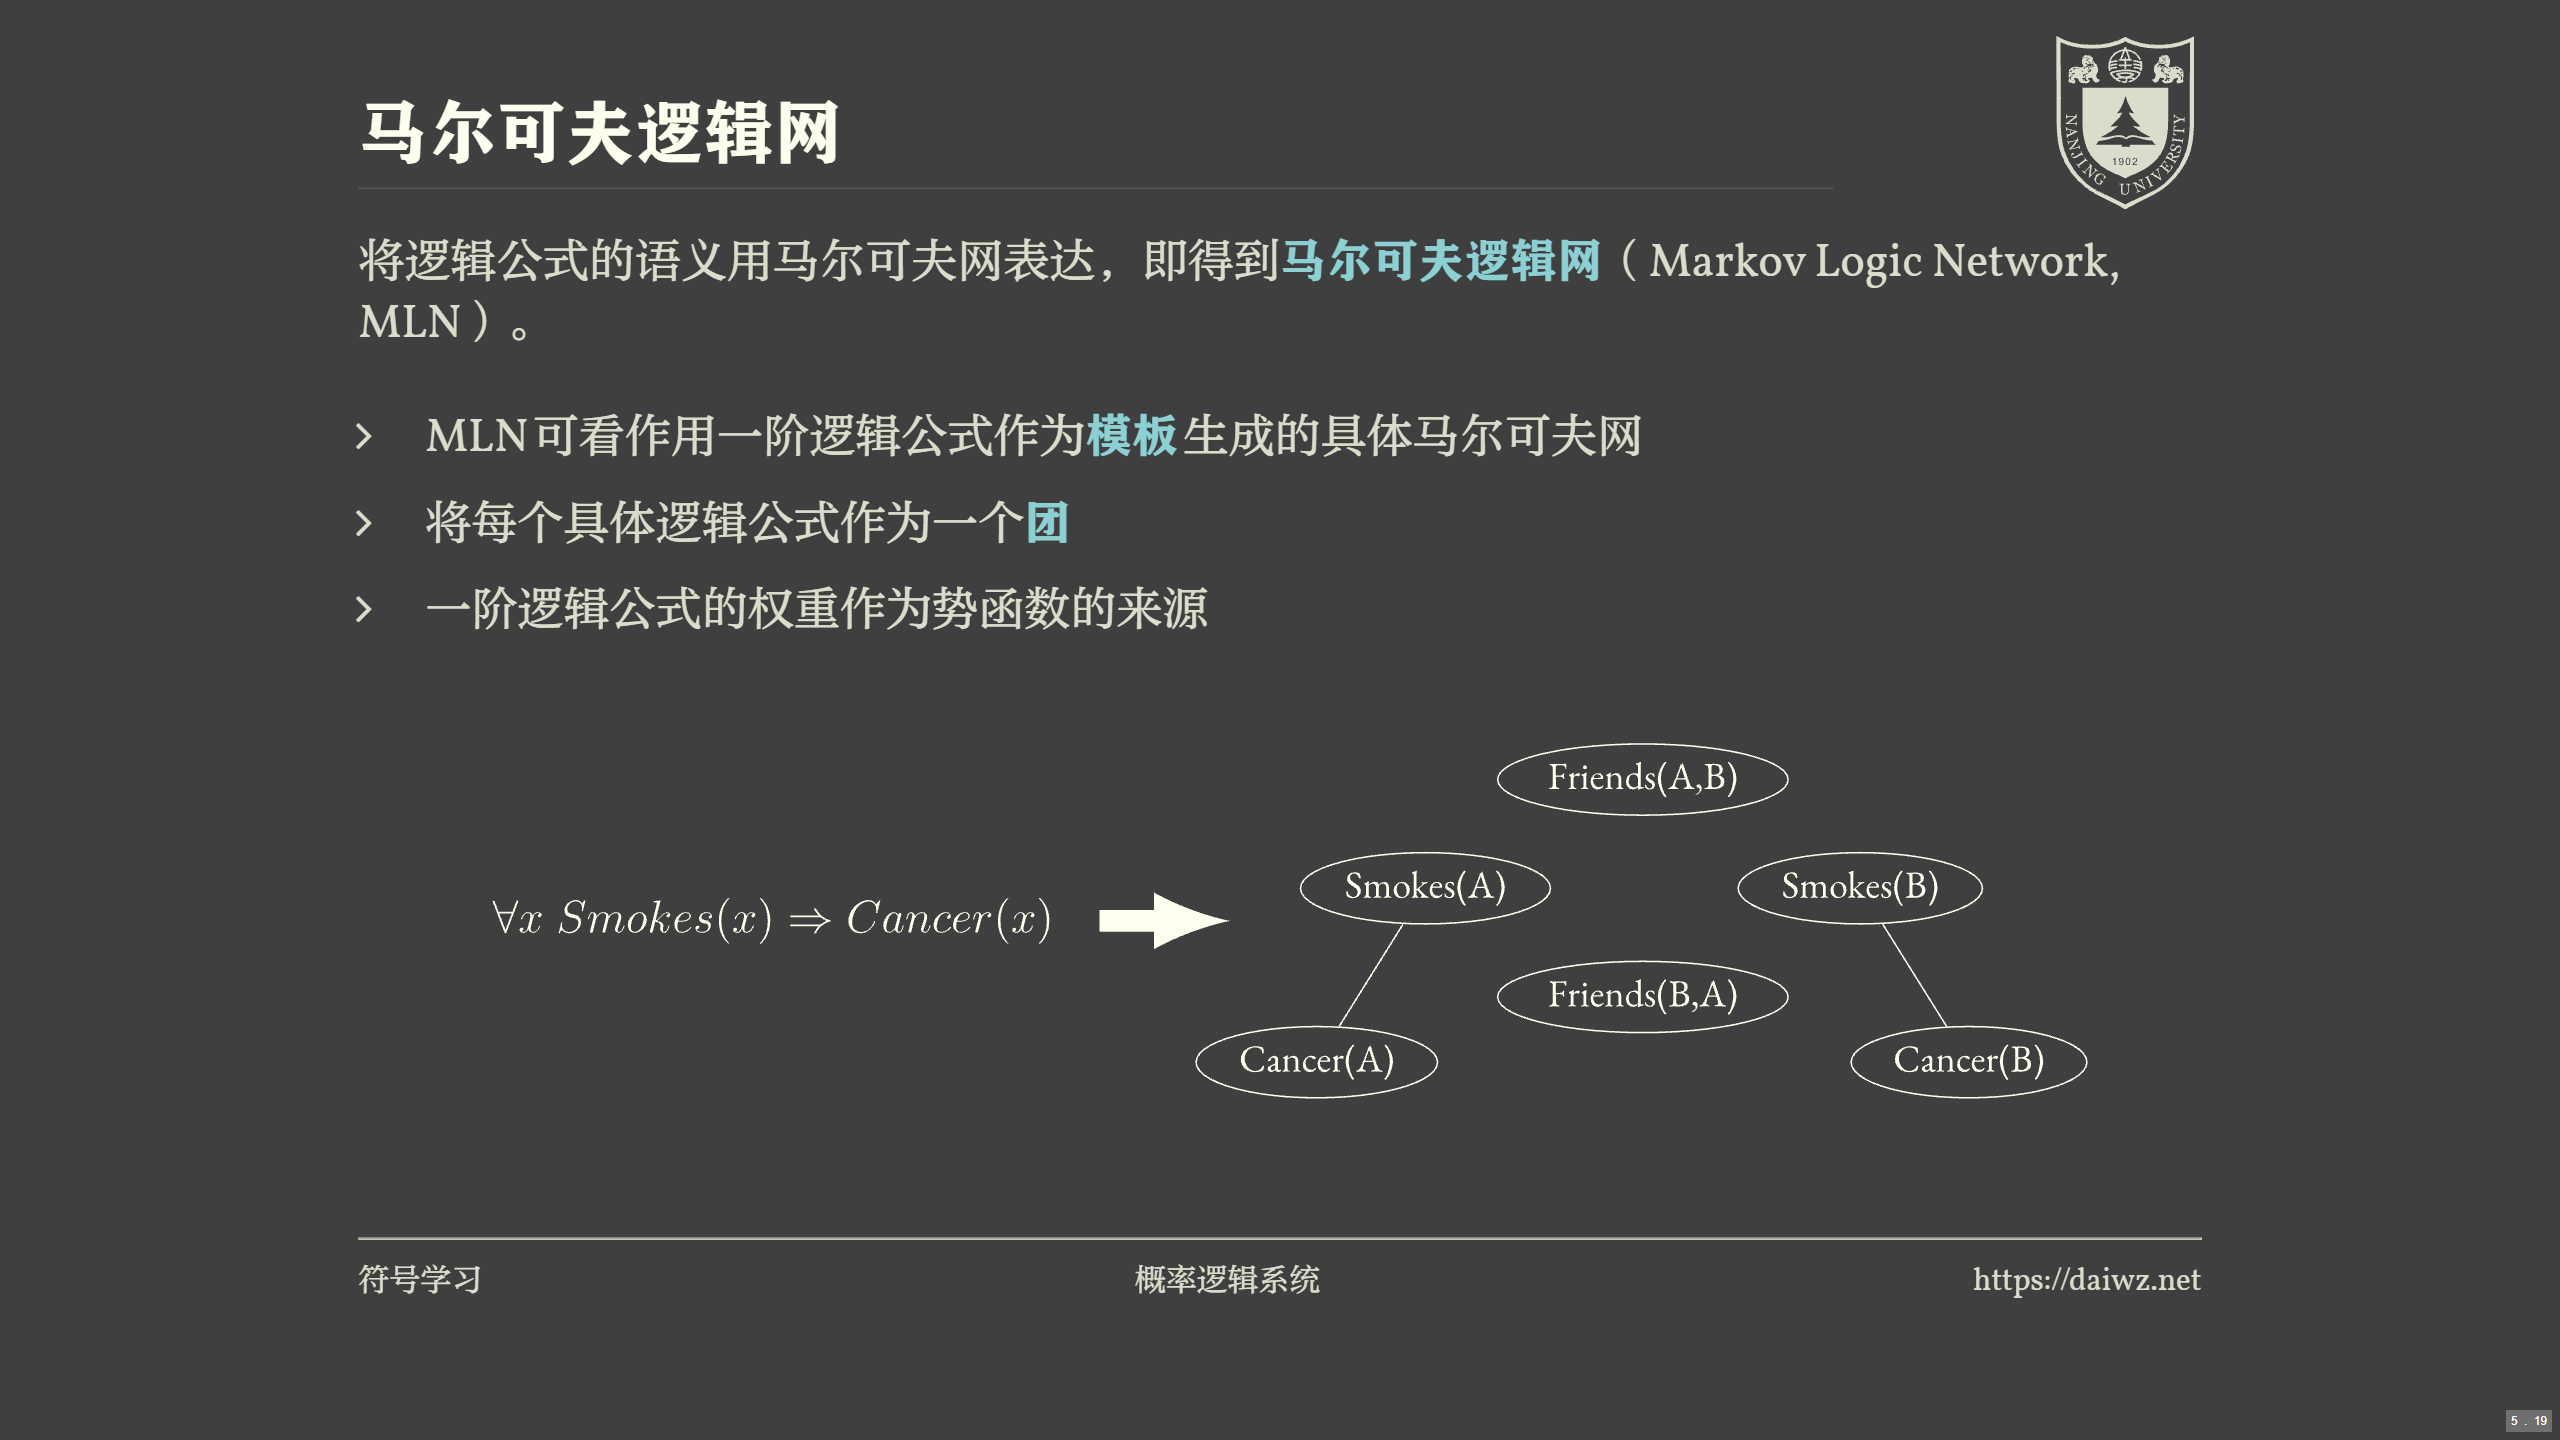 马尔可夫逻辑网
NANJING UNIVERSITY
1902
将逻辑公式的语义用马尔可夫网表达，即得到马尔可夫逻辑网（Markov Logic Network,
MLN）。
MLN可看作用一阶逻辑公式作为模板生成的具体马尔可夫网
将每个具体逻辑公式作为一个团
一阶逻辑公式的权重作为势函数的来源
Friends(A,B)
Smokes(A)
Smokes(B)
∀x Smokes(x) ⇒ Cancer(x)
Friends(B,A)
Cancer(A)
Cancer(B)
符号学习
概率逻辑系统
https://daiwz.net
5 . 19